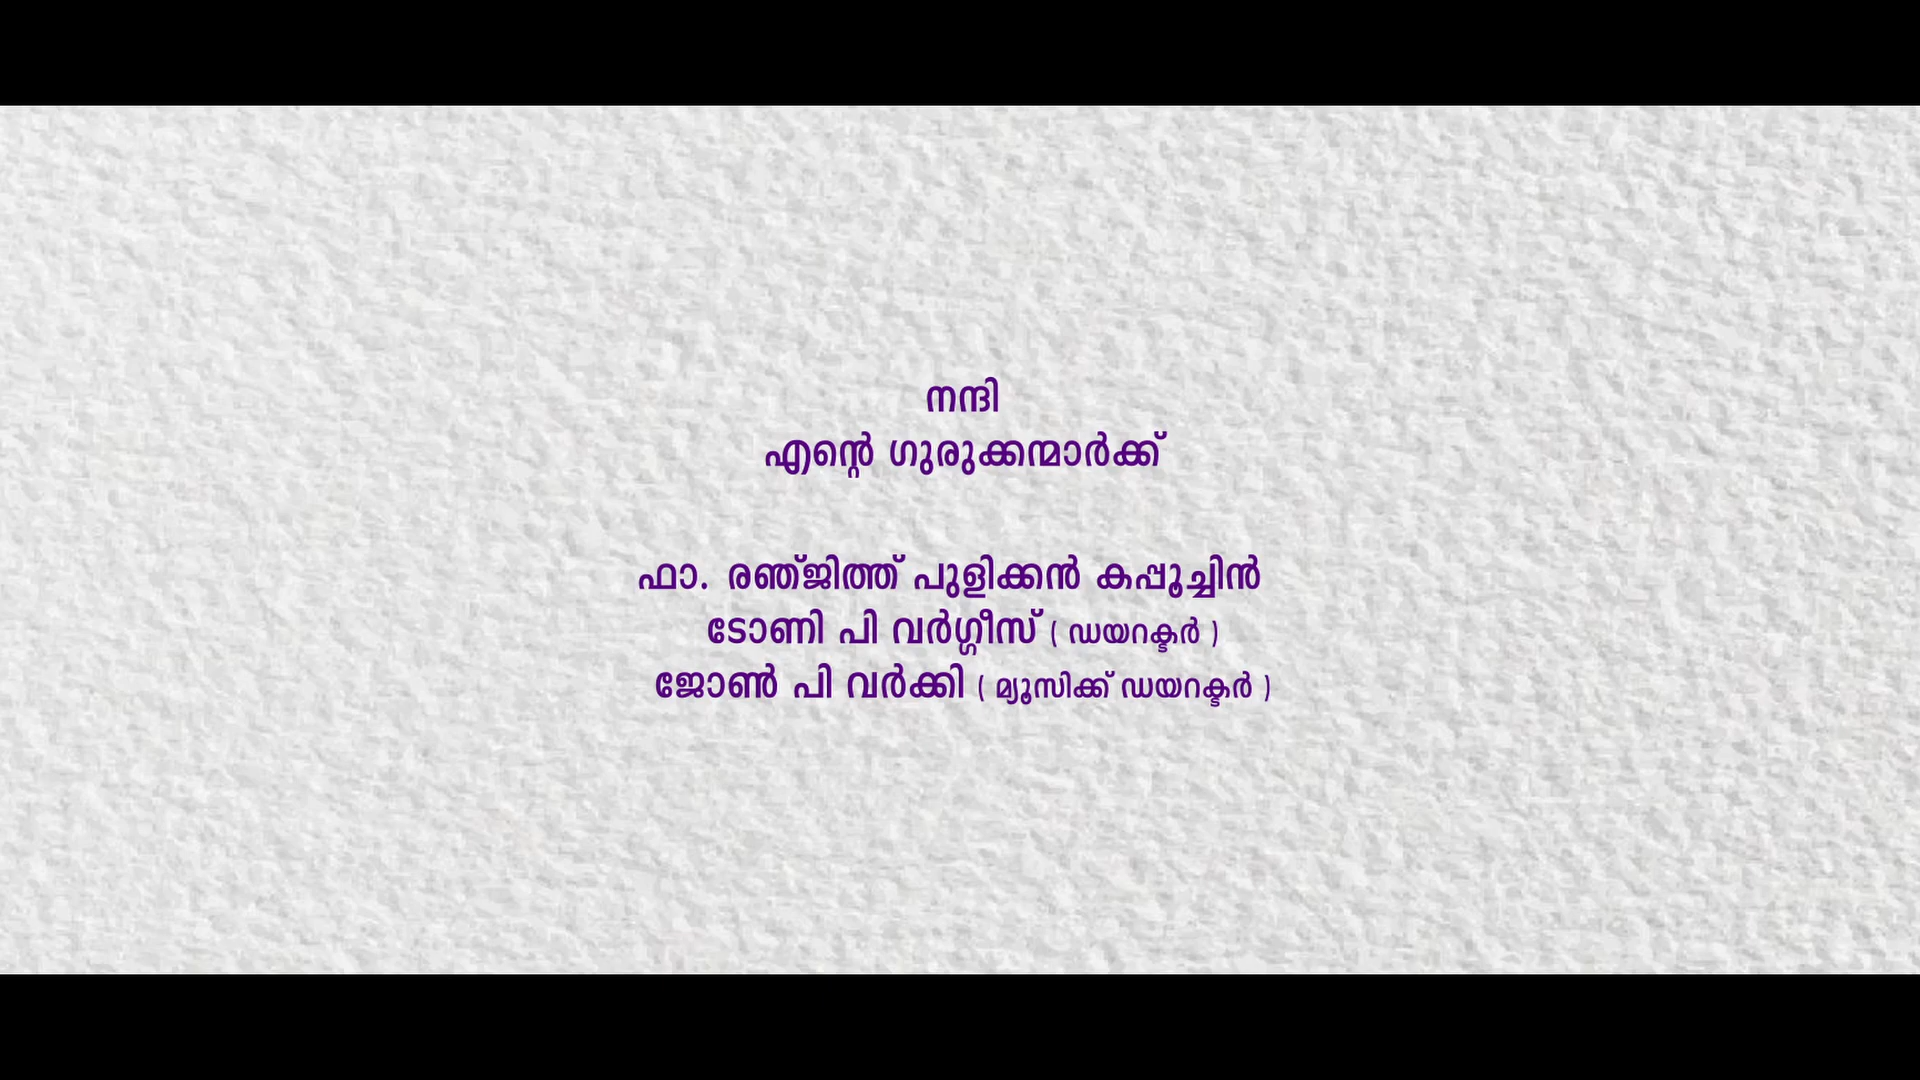 നന്ദി
എന്റെ ഗുരുക്കന്മാർക്ക്
ഫാ. രഞ്ജിത്ത് പുളിക്കൻ കപ്പൂച്ചിൻ
ടോണി പി വർഗ്ഗീസ് ( ഡയറക്ടർ )
ജോൺ പി വർക്കി ( മ്യൂസിക്ക് ഡയറക്ടർ )